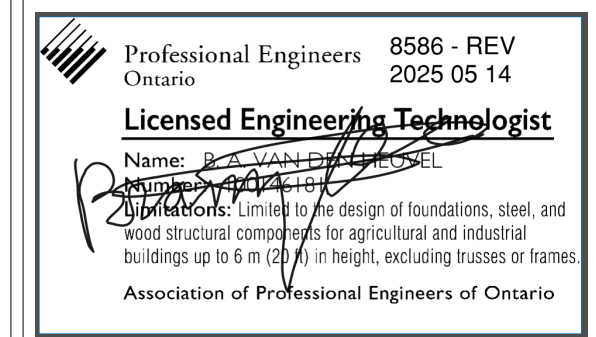 Professional Engineers
Ontario
8586 - REV
2025 05 14
Licensed Engineering Technologist
Name: B. A. VAN DEN HEUVEL
Number: 100146181
Limitations: Limited to the design of foundations, steel, and
wood structural components for agricultural and industrial
buildings up to 6 m (20 ft) in height, excluding trusses or frames.
Association of Professional Engineers of Ontario